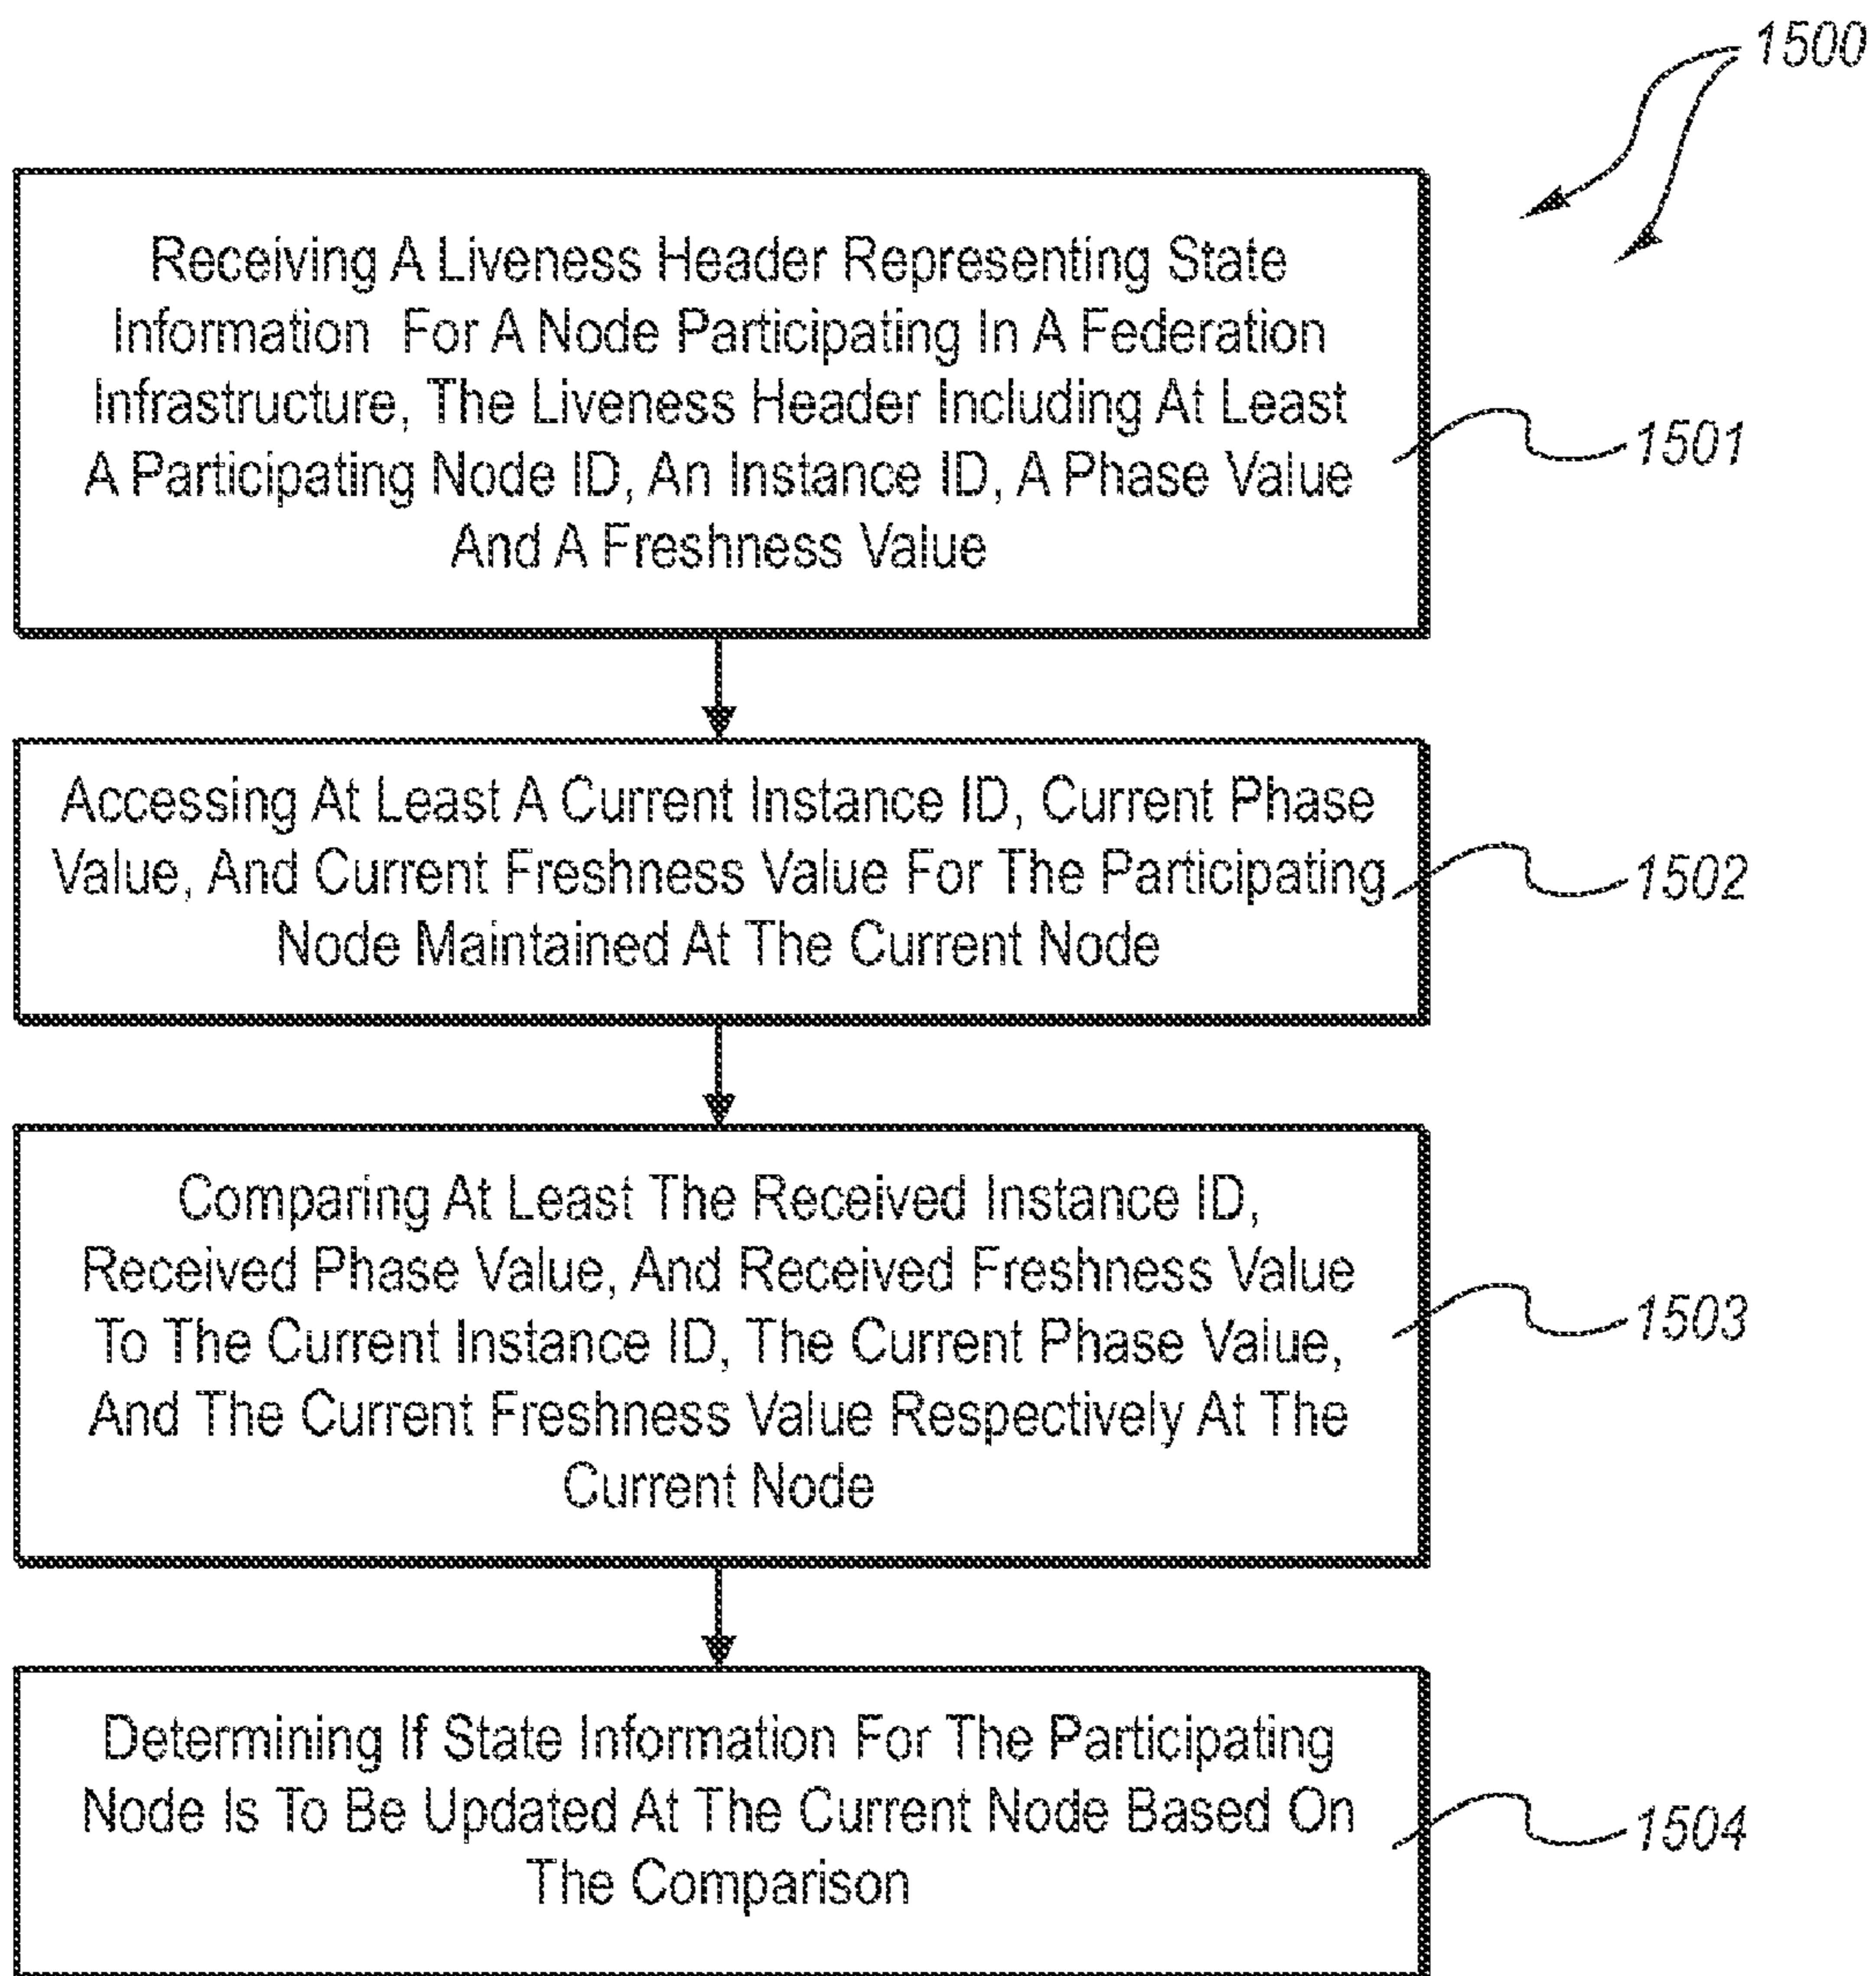 1500
Receiving A Liveness Header Representing State
Information For A Node Participating In A Federation
Infrastructure, The Liveness Header Including At Least
A Participating Node ID, An Instance ID, A Phase Value
And A Freshness Value
1501
Accessing At Least A Current Instance ID, Current Phase
Value, And Current Freshness Value For The Participating
Node Maintained At The Current Node
1502
Comparing At Least The Received Instance ID,
Received Phase Value, And Received Freshness Value
To The Current Instance ID, The Current Phase Value,
And The Current Freshness Value Respectively At The
Current Node
1503
Determining If State Information For The Participating
Node Is To Be Updated At The Current Node Based On
The Comparison
1504